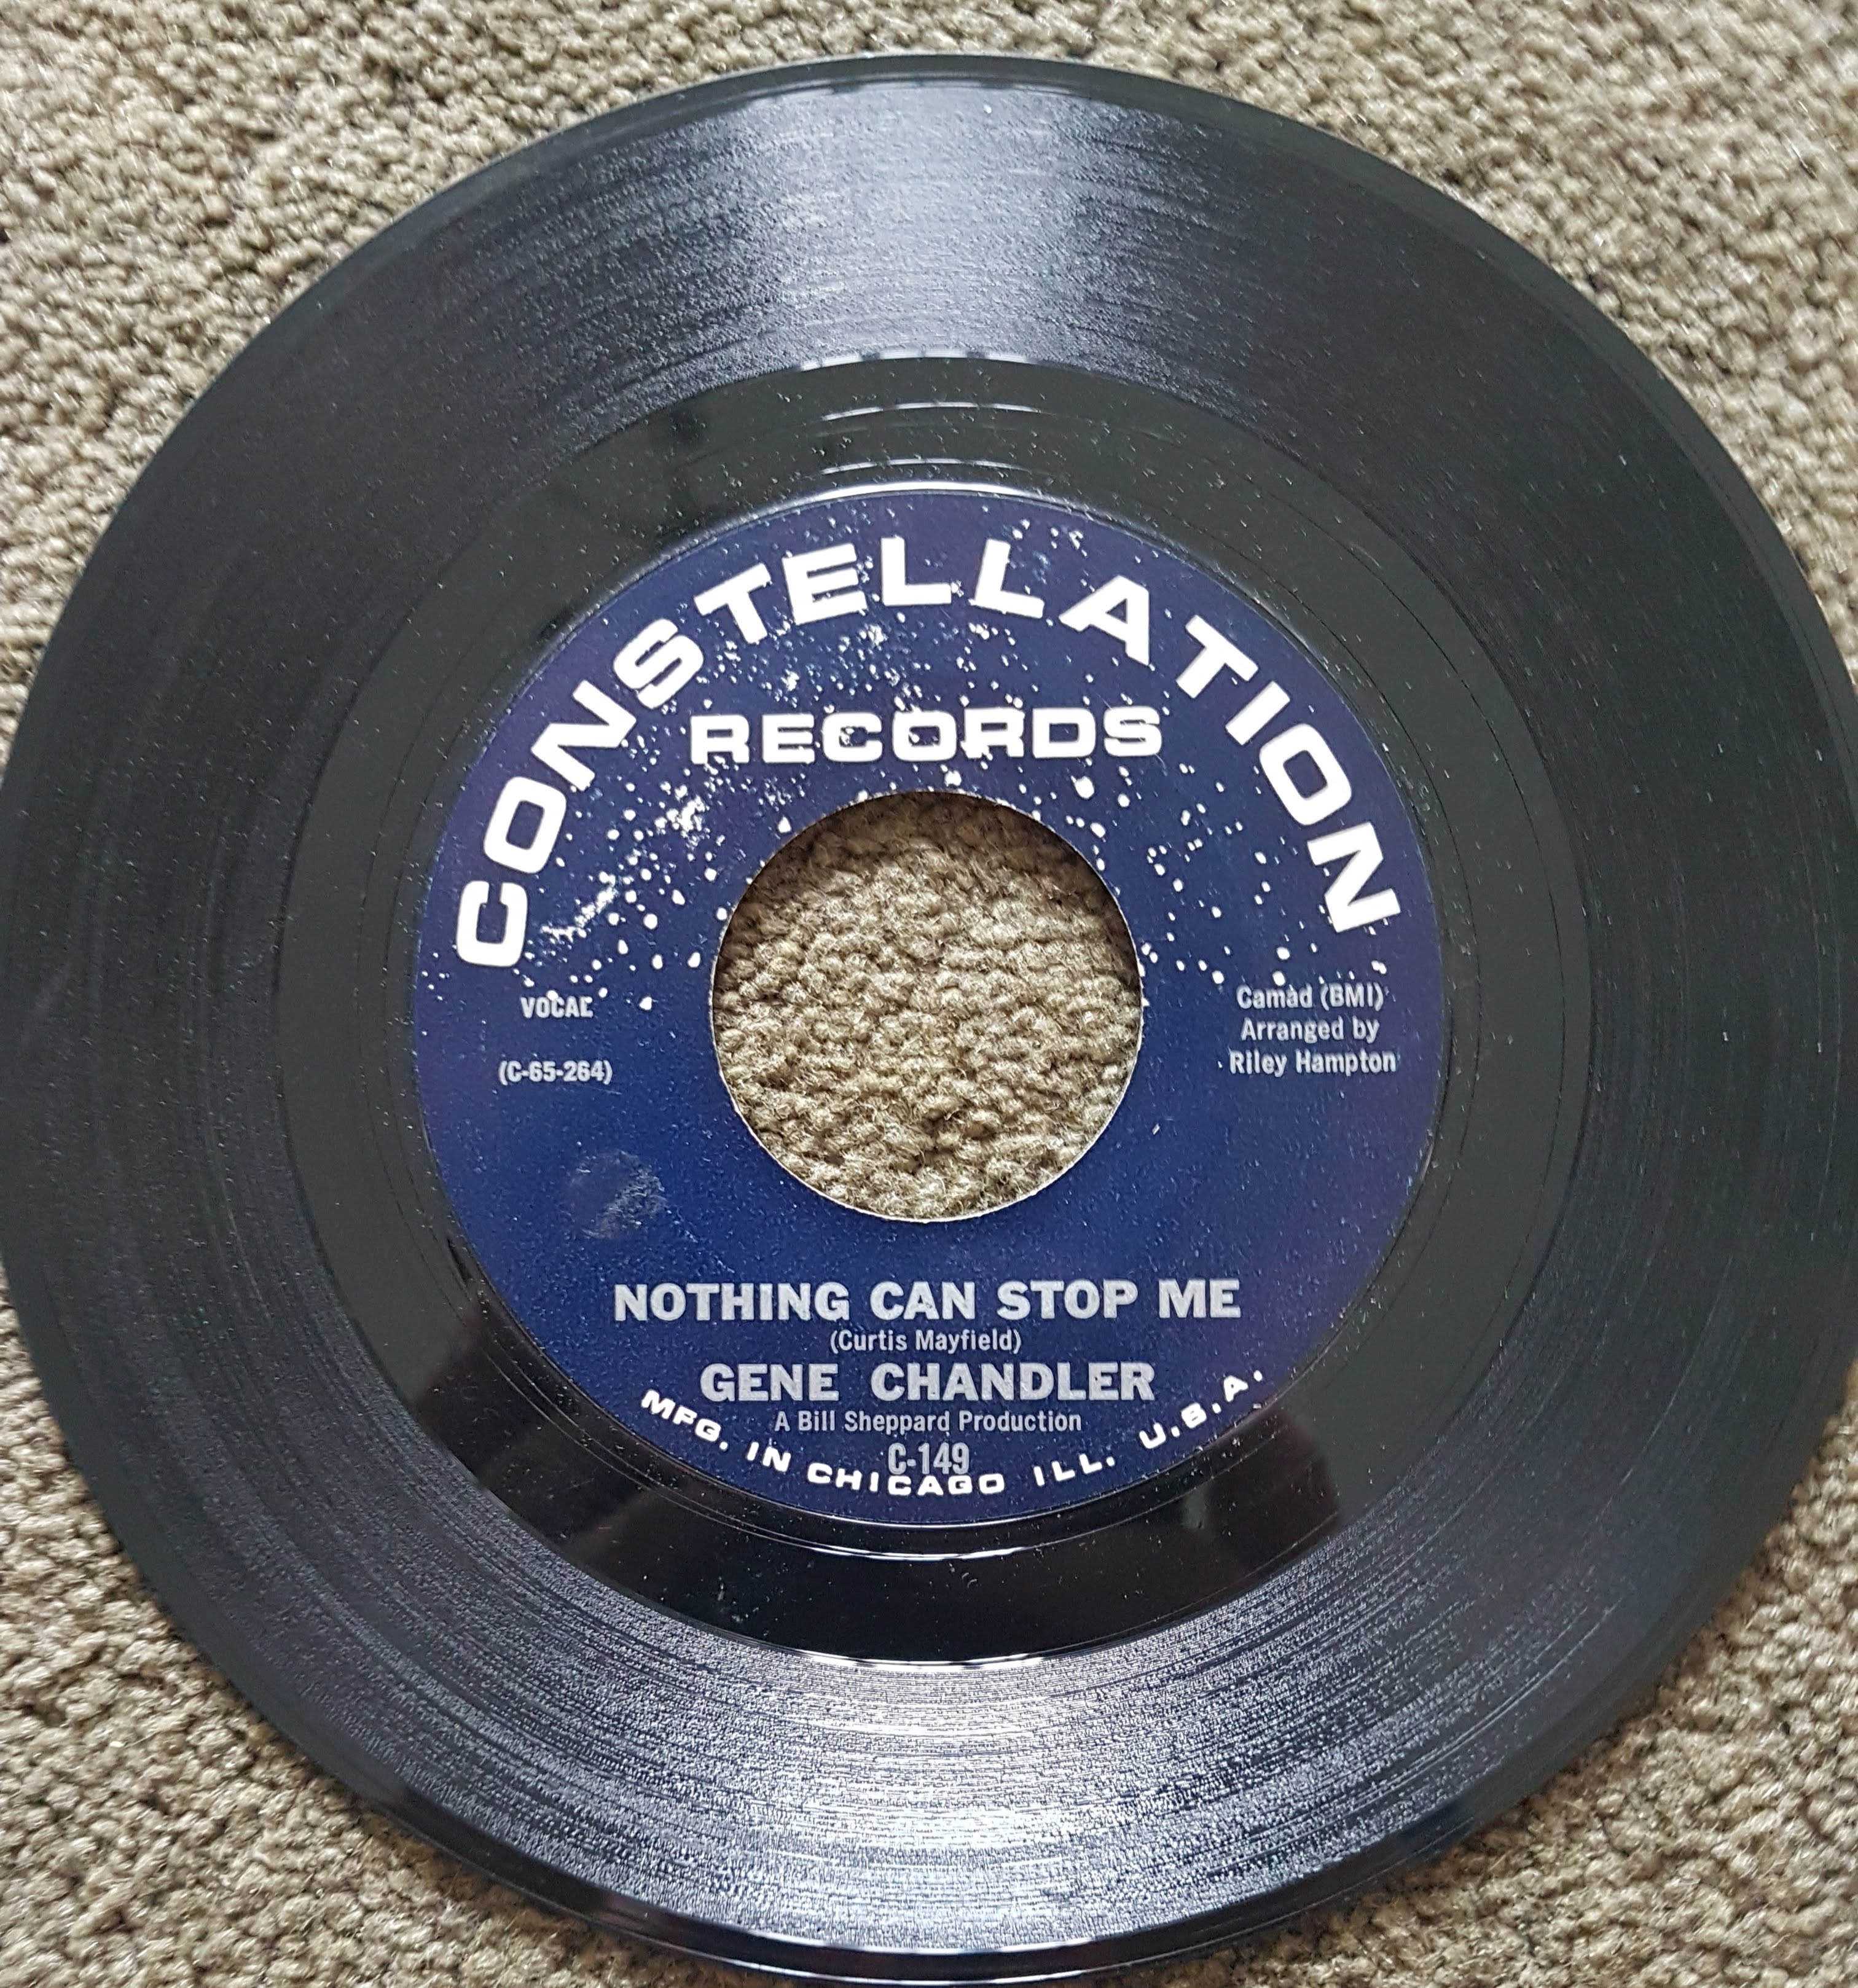 CONSTELLATION
RECORDS
VOCAL
(C-65-264)
Camad (BMI)
Arranged by
Riley Hampton
NOTHING CAN STOP ME
(Curtis Mayfield)
GENE CHANDLER
A Bill Sheppard Production
C-149
MFG. IN CHICAGO ILL. U.S.A.